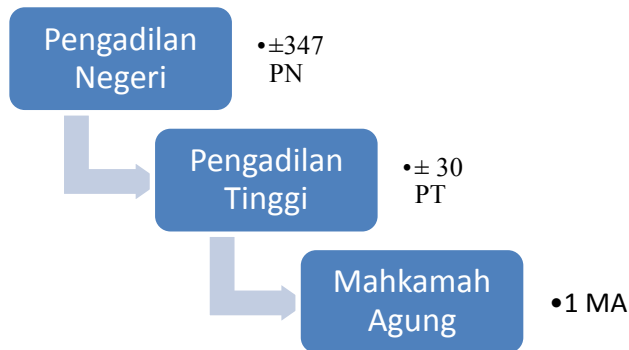 Pengadilan
Negeri
•±347
PN
Pengadilan
Tinggi
•± 30
PT
Mahkamah
Agung
•1 MA